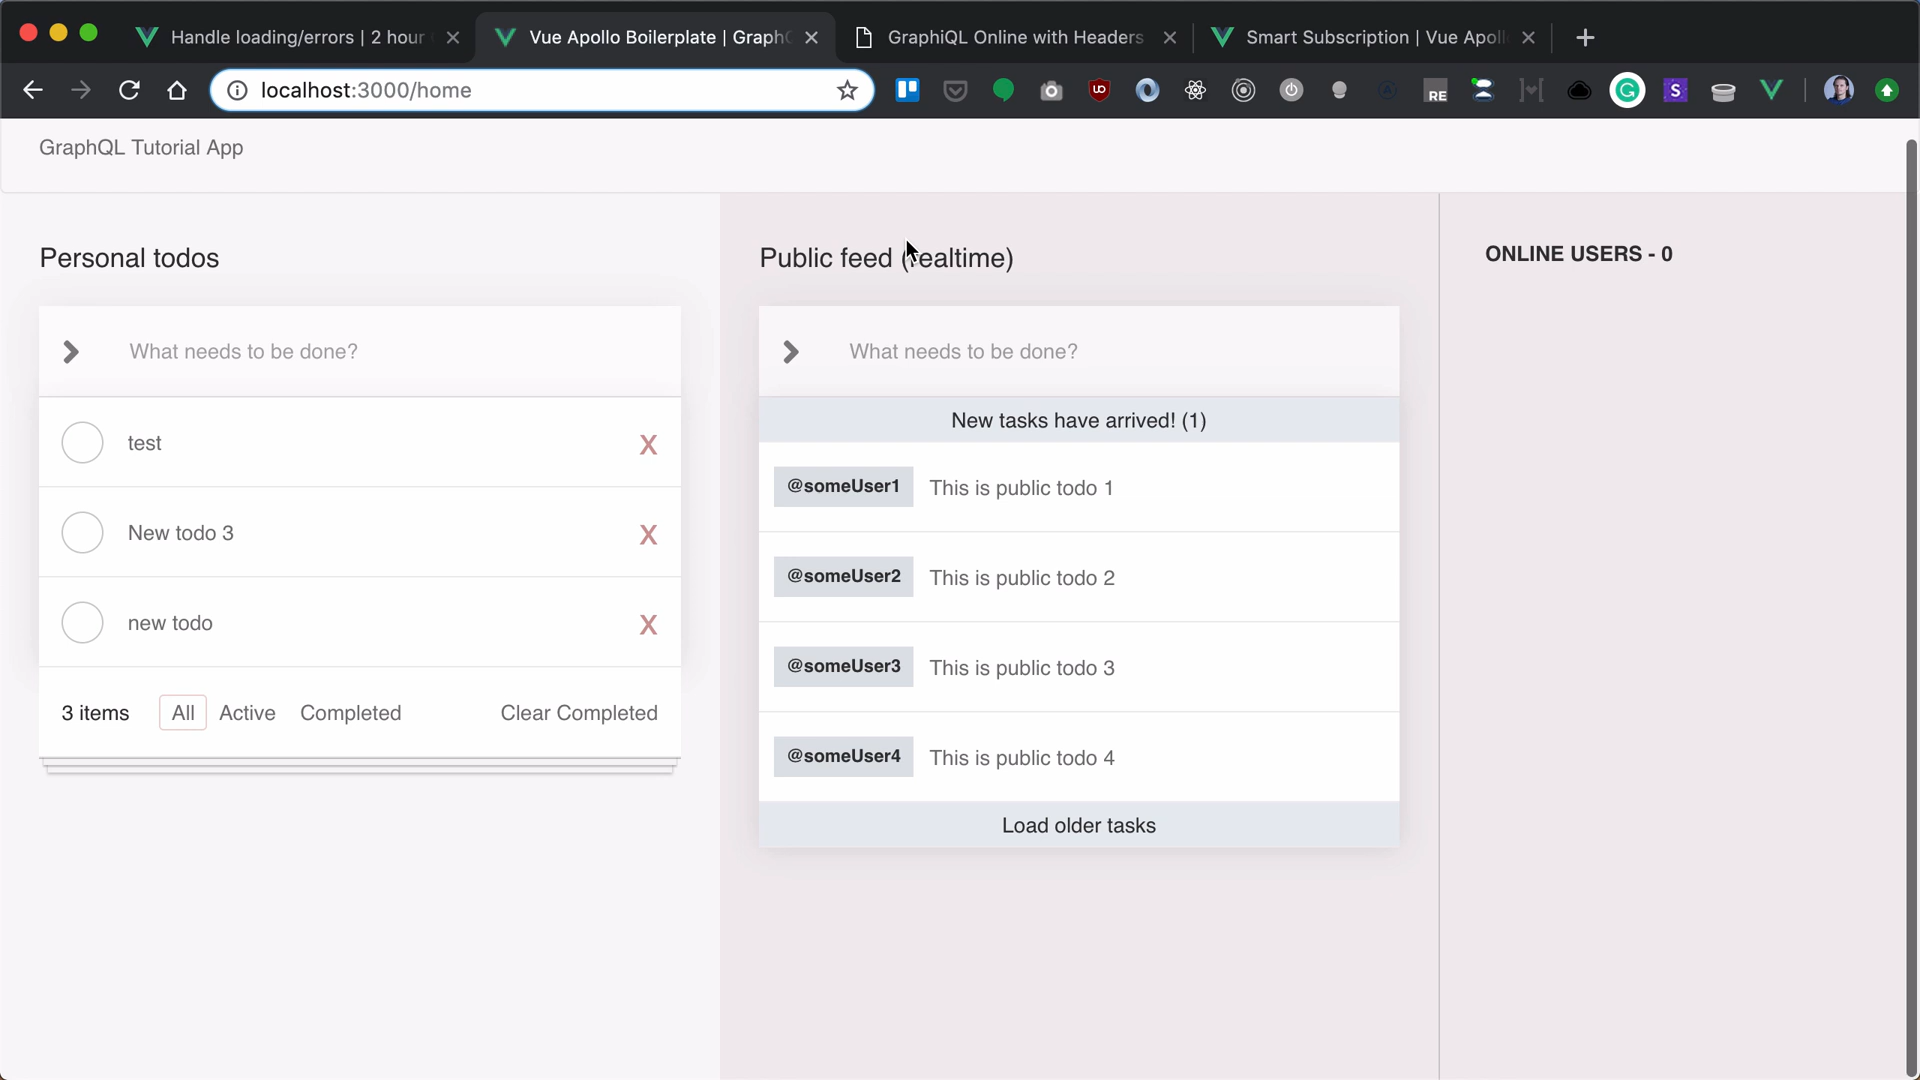 Handle loading/errors | 2 hour
Vue Apollo Boilerplate | Graph
GraphiQL Online with Headers
Smart Subscription | Vue Apoll
localhost:3000/home
UD
RE
S
GraphQL Tutorial App
Personal todos
What needs to be done?
test
X
New todo 3
X
new todo
X
3 items
All
Active
Completed
Clear Completed
Public feed (realtime)
What needs to be done?
New tasks have arrived! (1)
@someUser1
This is public todo 1
@someUser2
This is public todo 2
@someUser3
This is public todo 3
@someUser4
This is public todo 4
Load older tasks
ONLINE USERS - 0